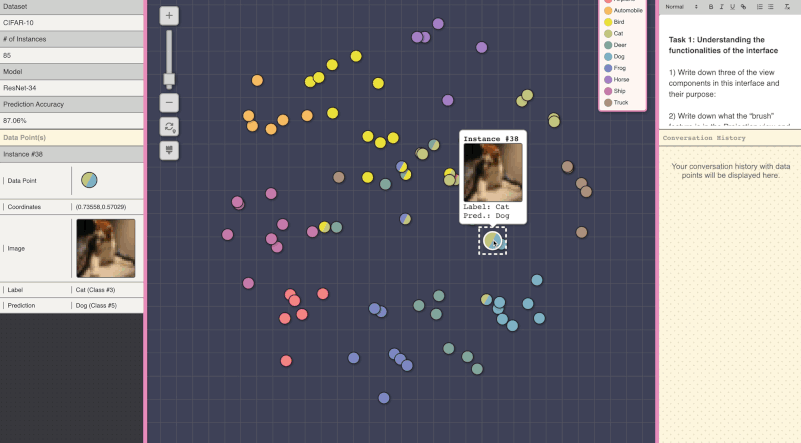 Dataset
CIFAR-10
# of Instances
85
Model
ResNet-34
Prediction Accuracy
87.06%
Data Point(s)
Instance #38
Data Point
Coordinates
(0.73558,0.57029)
Image
Label
Cat (Class #3)
Prediction
Dog (Class #5)
Automobile
Bird
Cat
Deer
Dog
Frog
Horse
Ship
Truck
Instance #38
Label: Cat
Pred.: Dog
Normal
B I U
Task 1: Understanding the
functionalities of the interface
1) Write down three of the view
components in this interface and
their purpose:
2) Write down what the "brush"
Conversation History
Your conversation history with data
points will be displayed here.